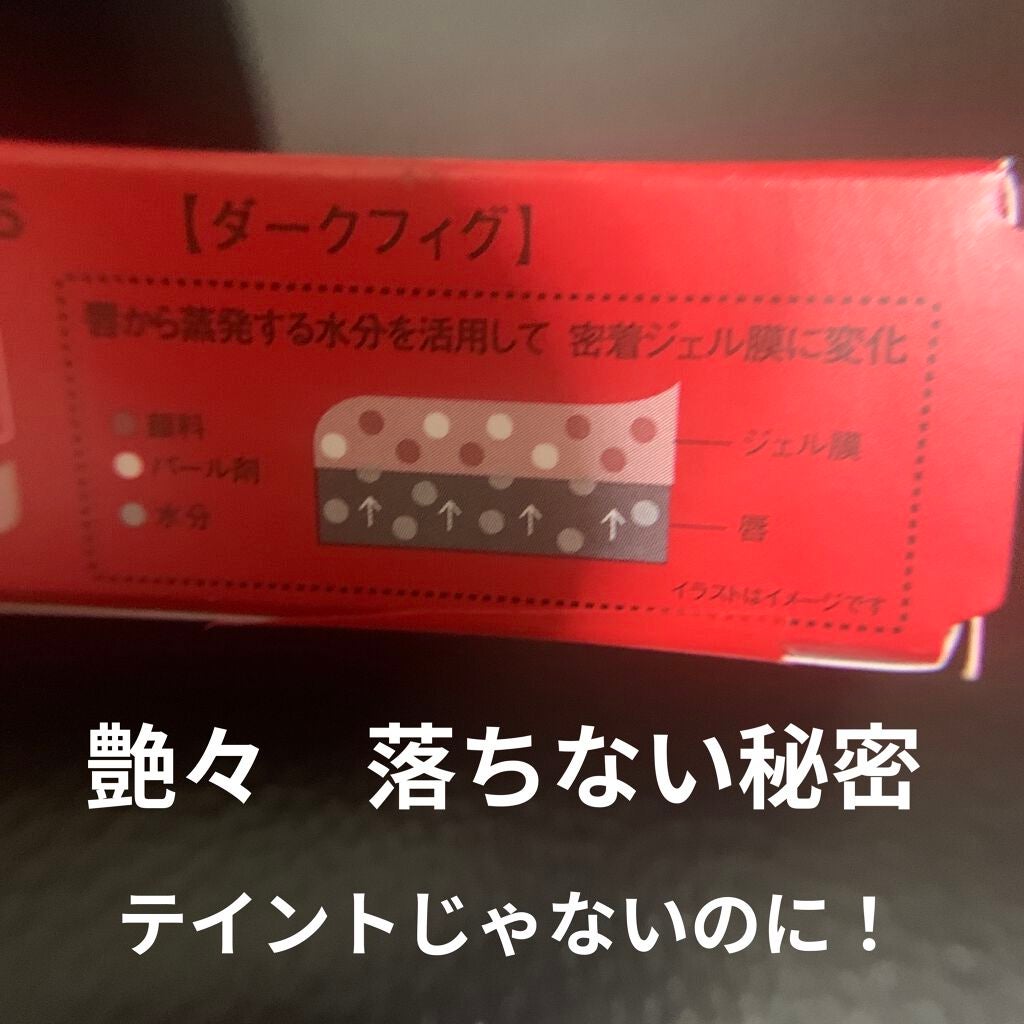 【ダークフィグ】
唇から蒸発する水分を活用して 密着ジェル膜に変化
顔料
パール剤
水分
ジェル膜
唇
イラストはイメージです
艶々 落ちない秘密
テイントじゃないのに！